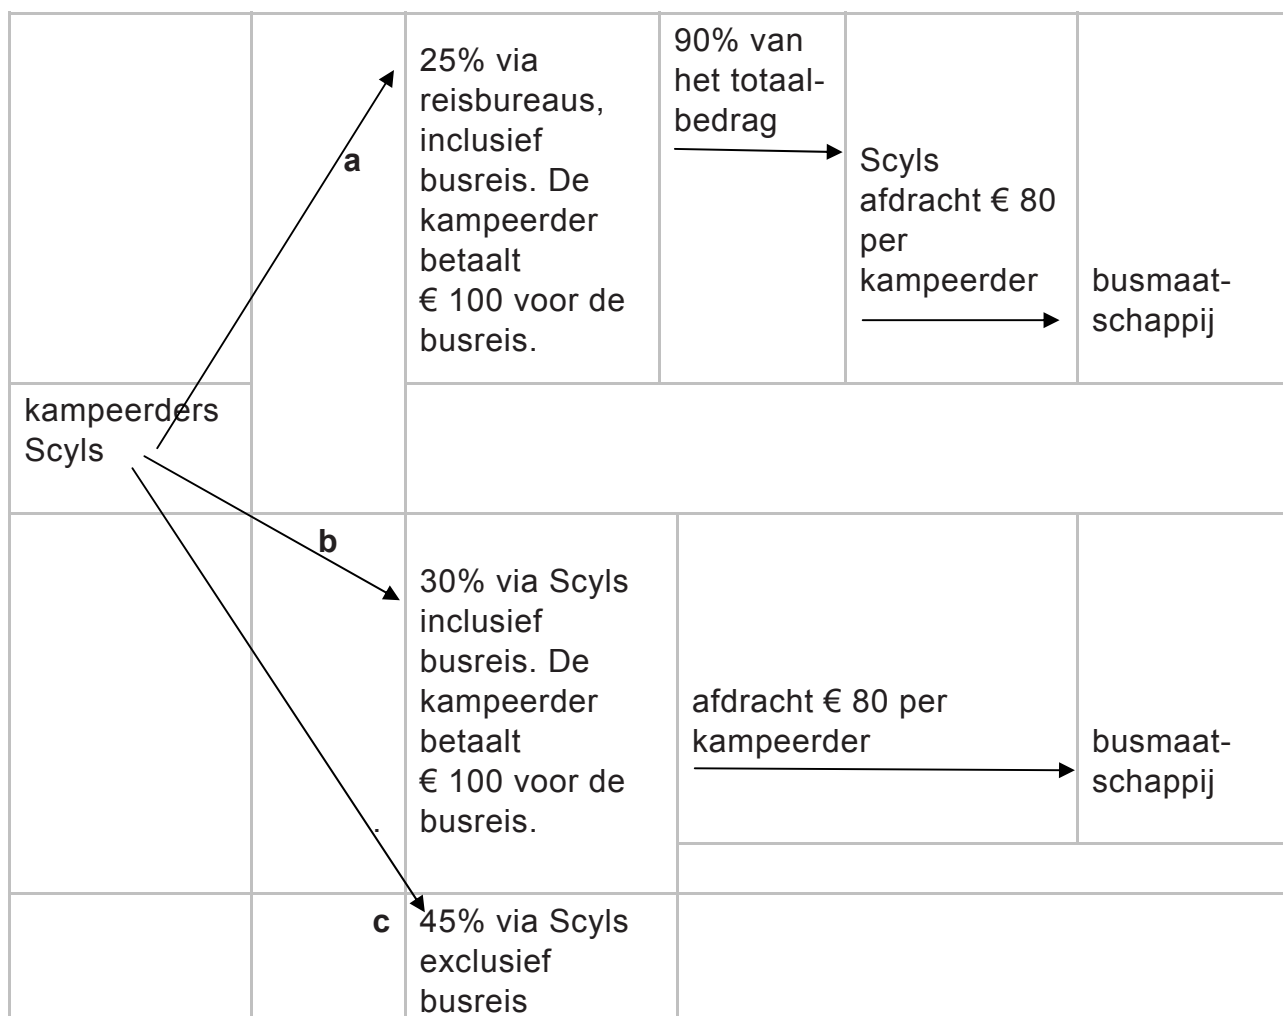 25% via
reisbureaus,
inclusief
busreis. De
kampeerder
betaalt
€ 100 voor de
busreis.
90% van
het totaal-
bedrag
Scyls
afdracht € 80
per
kampeerder
busmaat-
schappij
a
kampeerders
Scyls
b
30% via Scyls
inclusief
busreis. De
kampeerder
betaalt
€ 100 voor de
busreis.
afdracht € 80 per
kampeerder
busmaat-
schappij
c
45% via Scyls
exclusief
busreis